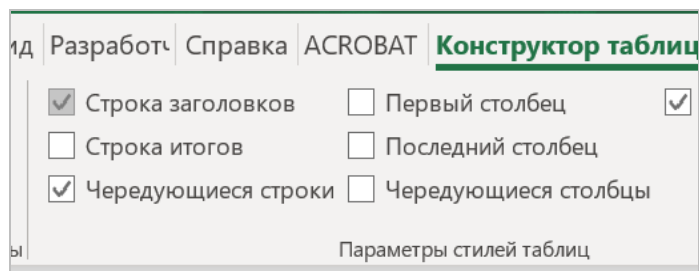 ид Разработч Справка ACROBAT Конструктор таблиц
Строка заголовков Первый столбец
Строка итогов Последний столбец
Чередующиеся строки Чередующиеся столбцы
ы Параметры стилей таблиц